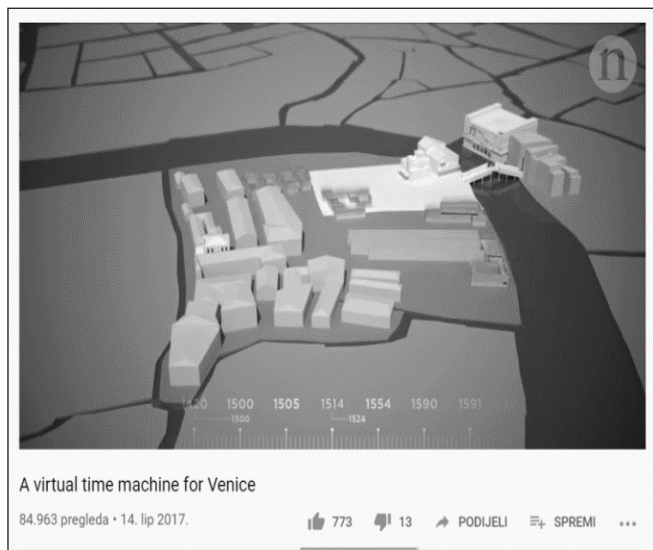 n
1420 1500 1505 1514 1554 1590 1591
1500 1524
A virtual time machine for Venice
84.963 pregleda • 14. lip 2017.
773 13 PODIJELI SPREMI